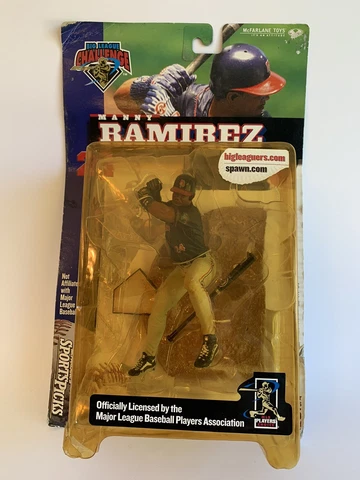 BIG LEAGUE
CHALLENGE
McFARLANE TOYS
MANNY
RAMIREZ
bigleaguers.com
spawn.com
Not
Affiliated
with
Major
League
Baseball
SPORTSPICKS
Officially Licensed by the
Major League Baseball Players Association
PLAYERS